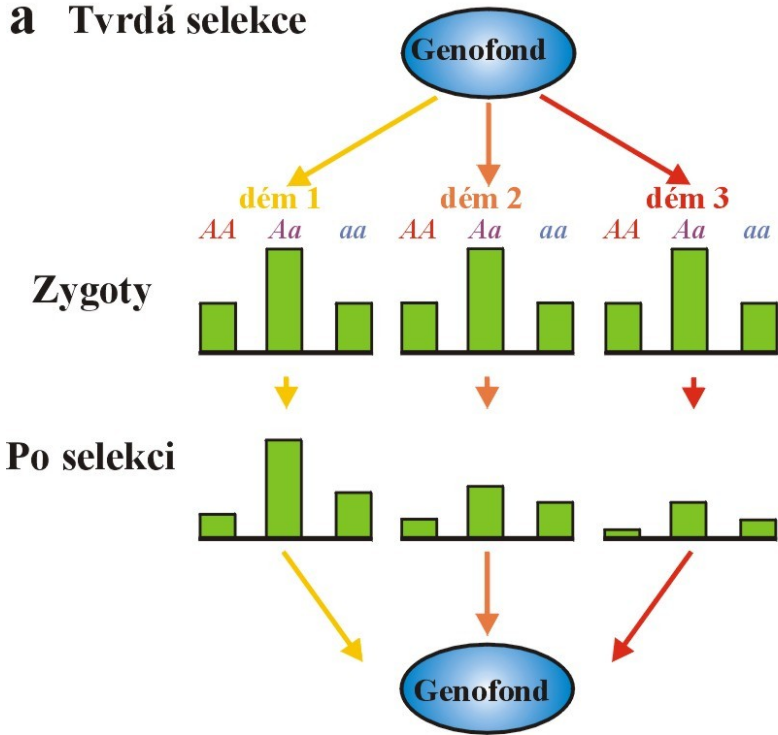 a Tvrdá selekce
Genofond
dém 1 dém 2 dém 3
AA Aa aa AA Aa aa AA Aa aa
Zygoty
Po selekci
Genofond